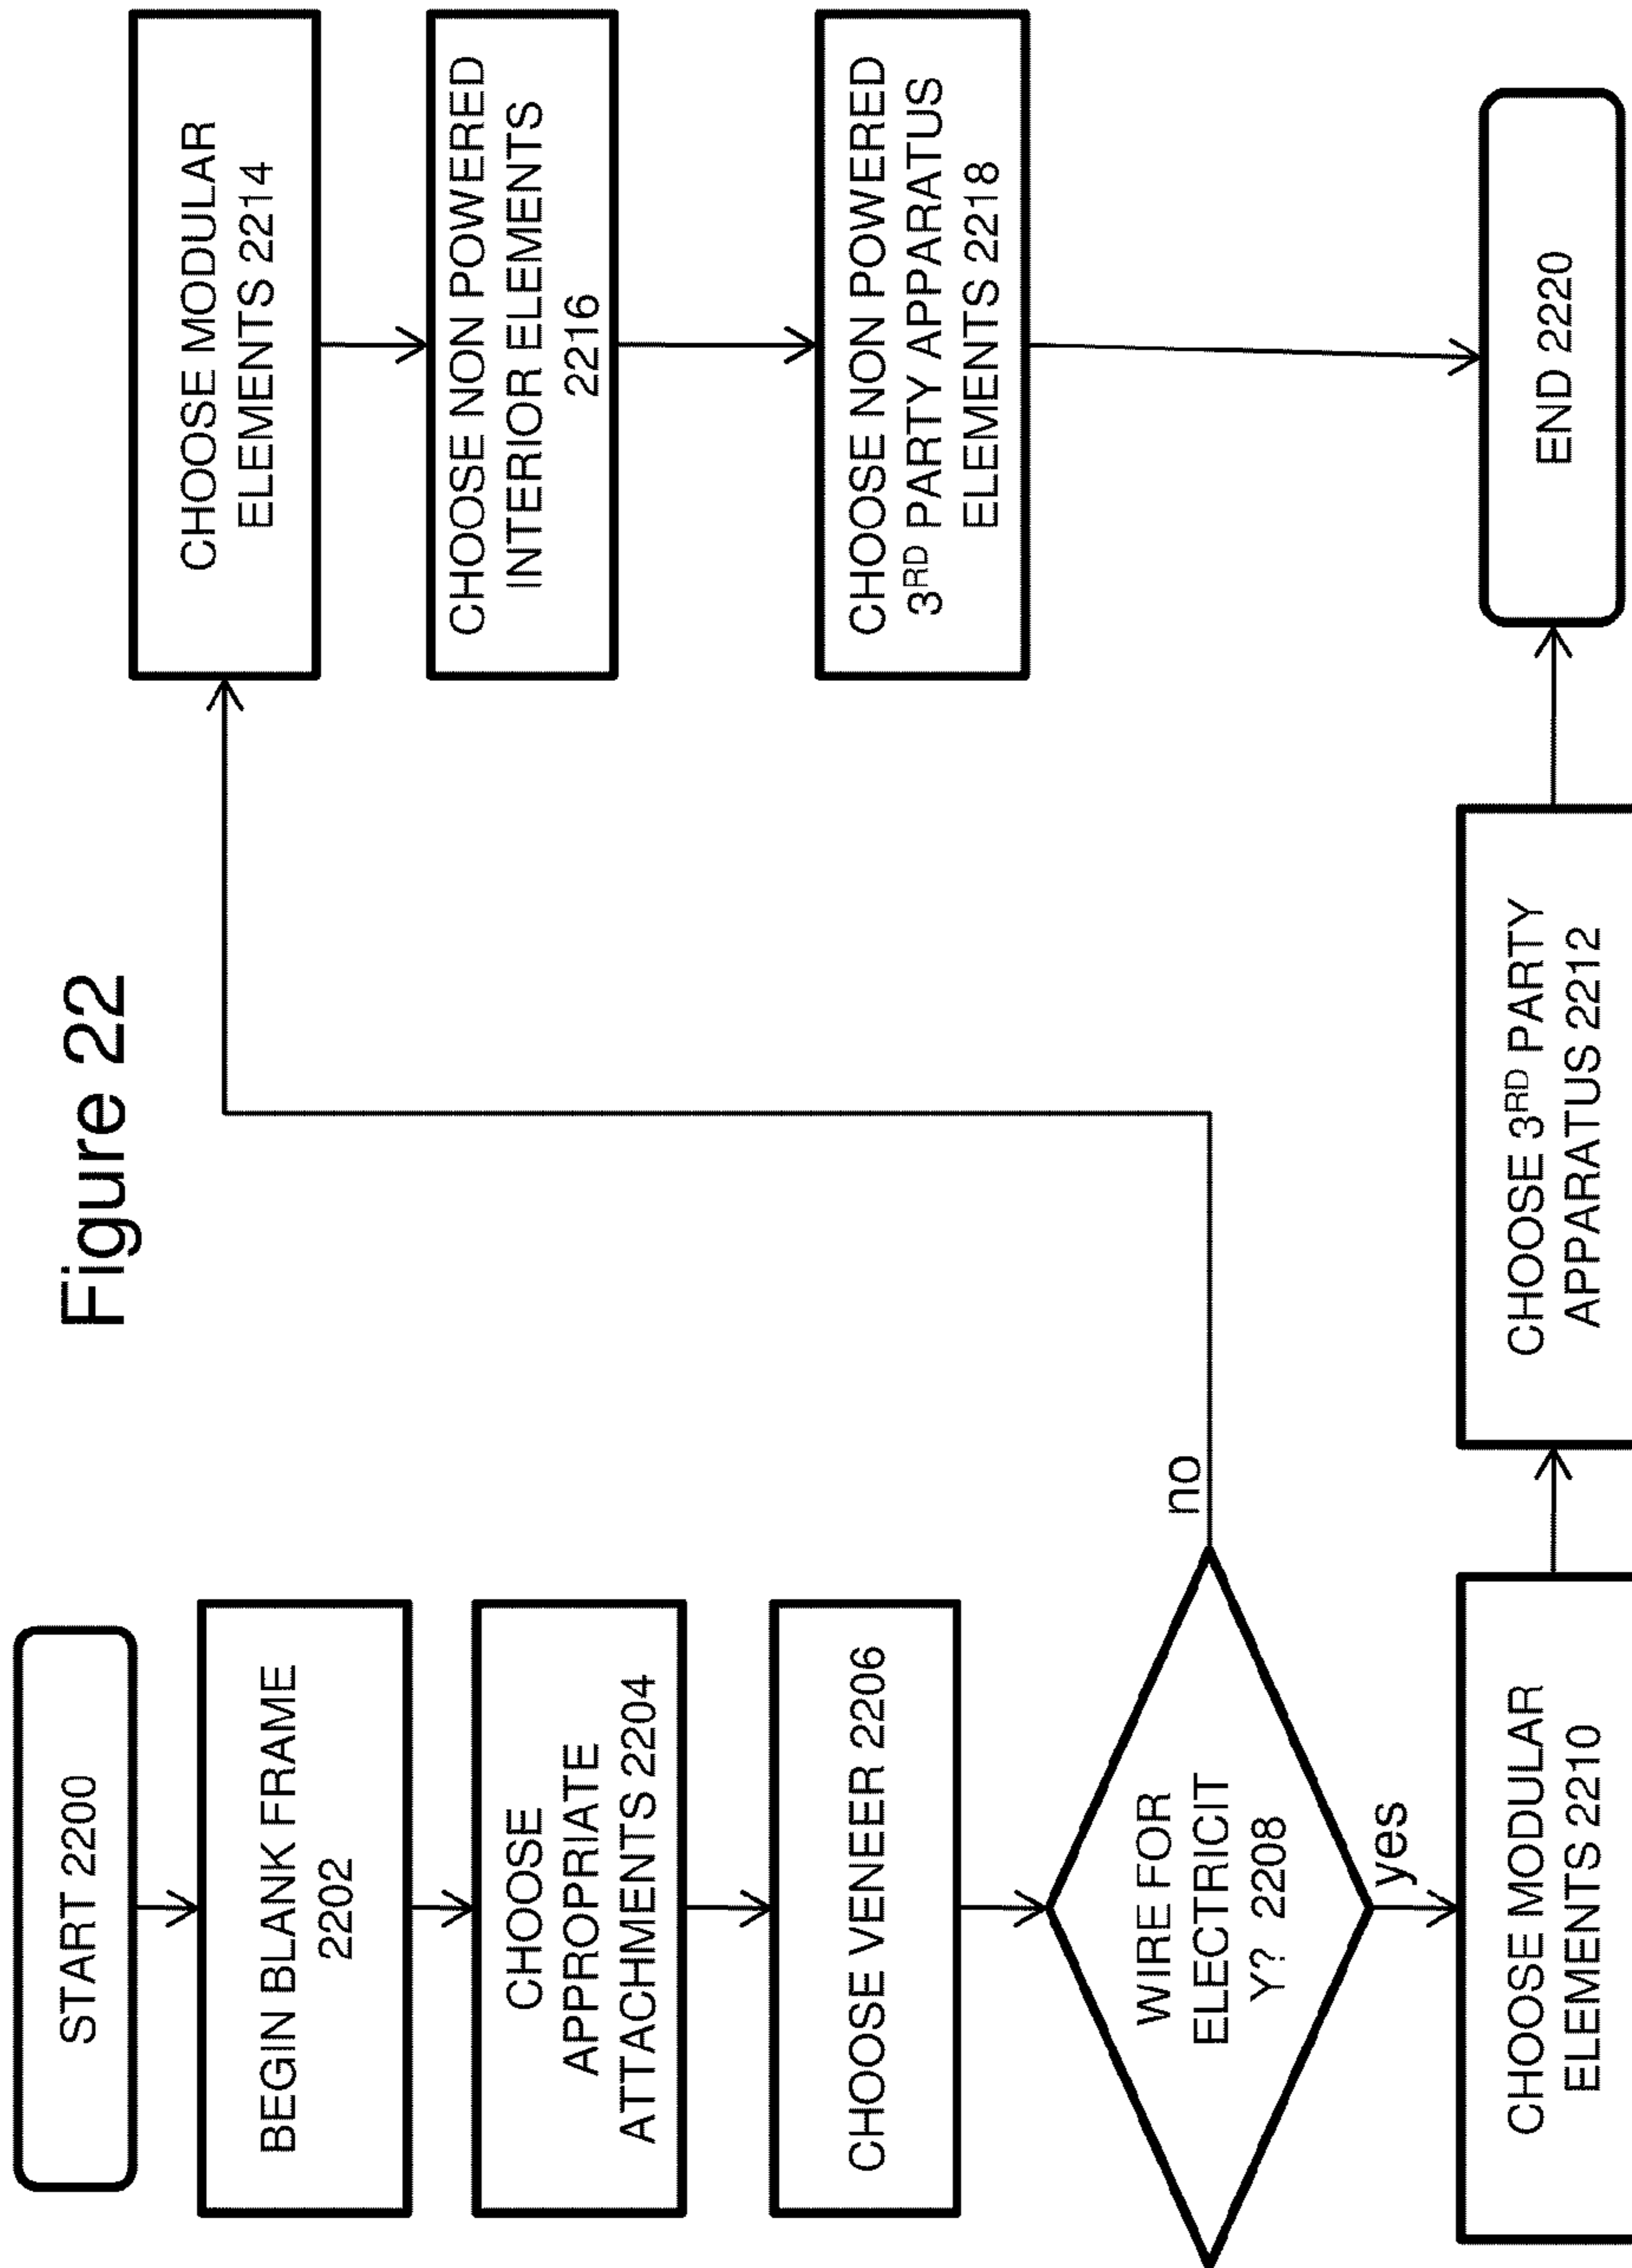 Figure 22
START 2200
BEGIN BLANK FRAME
2202
CHOOSE
APPROPRIATE
ATTACHMENTS 2204
CHOOSE VENEER 2206
WIRE FOR
ELECTRICIT
Y? 2208
no
yes
CHOOSE MODULAR
ELEMENTS 2210
CHOOSE 3RD PARTY
APPARATUS 2212
CHOOSE MODULAR
ELEMENTS 2214
CHOOSE NON POWERED
INTERIOR ELEMENTS
2216
CHOOSE NON POWERED
3RD PARTY APPARATUS
ELEMENTS 2218
END 2220